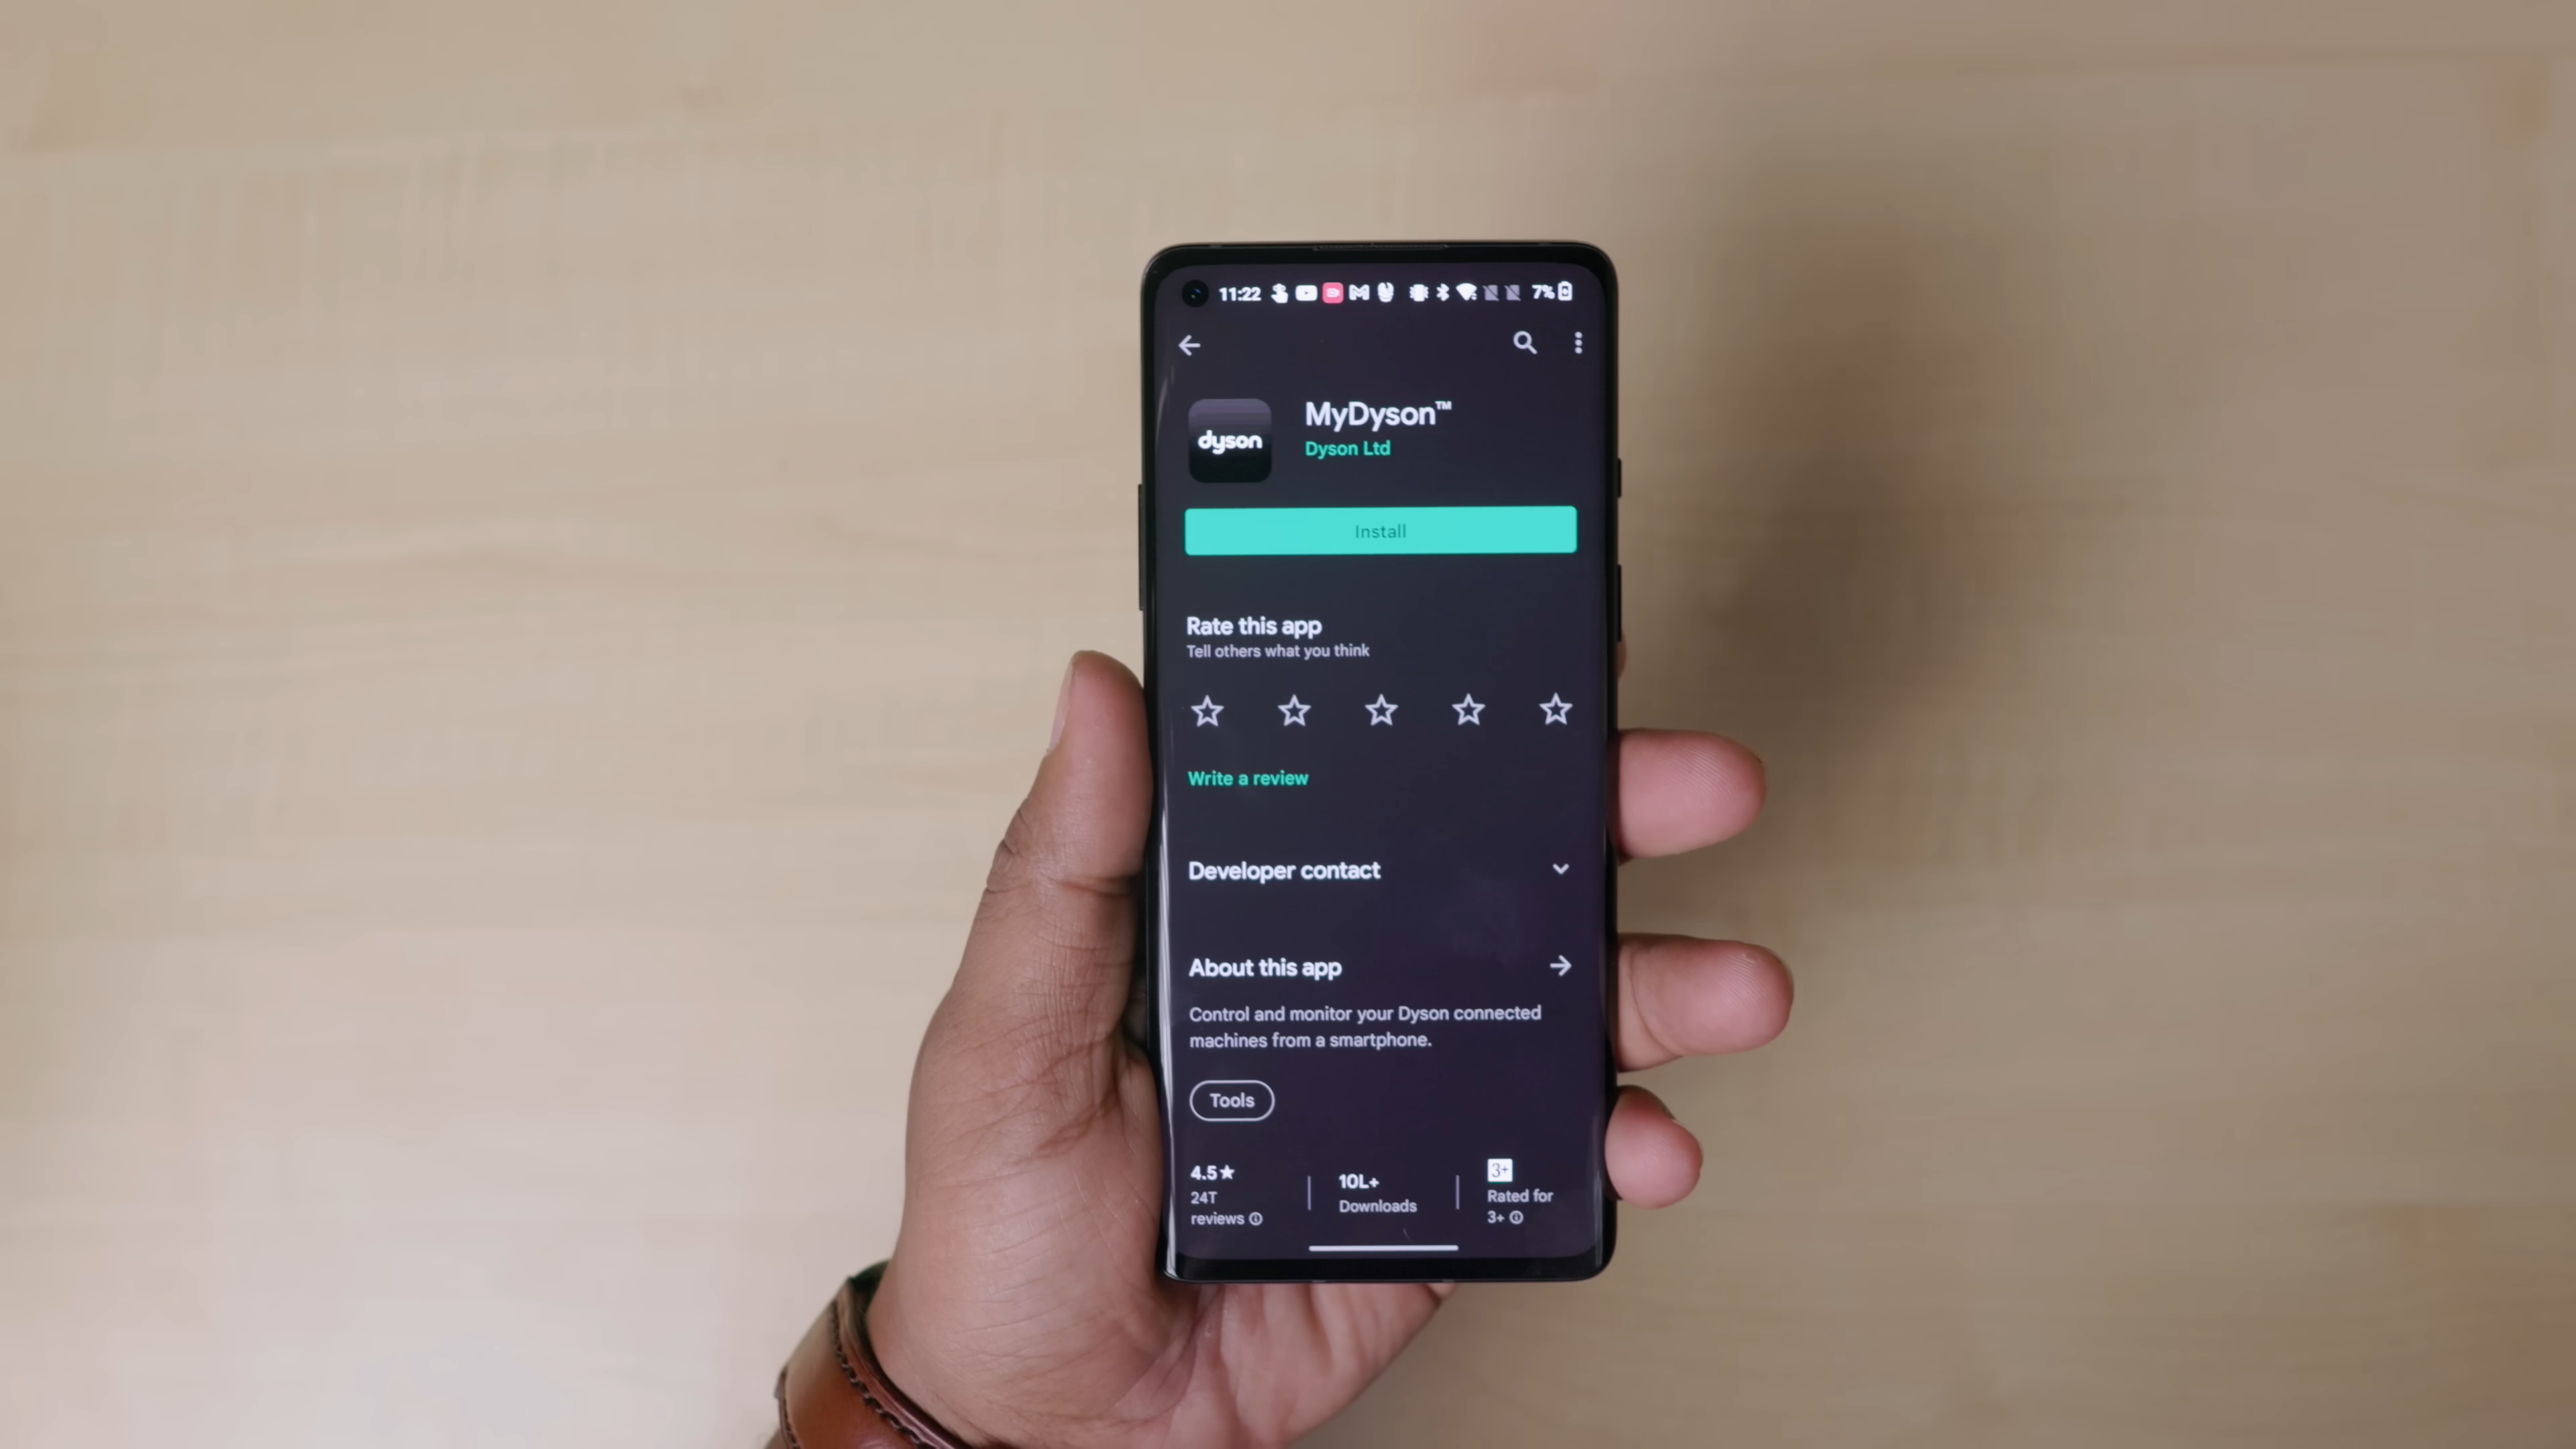 11:22 7%
MyDyson™
dyson
Dyson Ltd
Install
Rate this app
Tell others what you think
Write a review
Developer contact
About this app
Control and monitor your Dyson connected
machines from a smartphone.
Tools
4.5★
24T
reviews
10L+
Downloads
3+
Rated for
3+